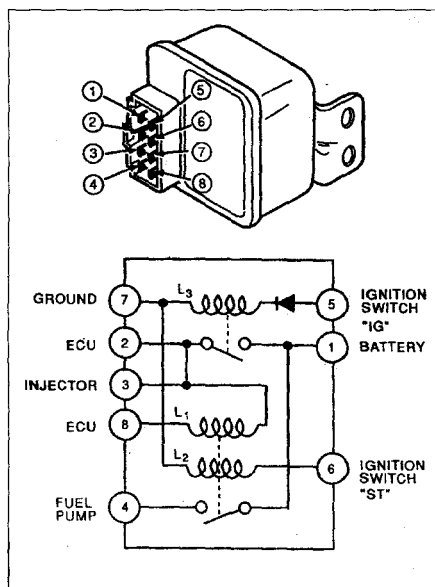 1
2
3
4
5
6
7
8
GROUND 7 L3 5 IGNITION SWITCH "IG"
ECU 2 1 BATTERY
INJECTOR 3
ECU 8 L1
L2 6 IGNITION SWITCH "ST"
FUEL PUMP 4